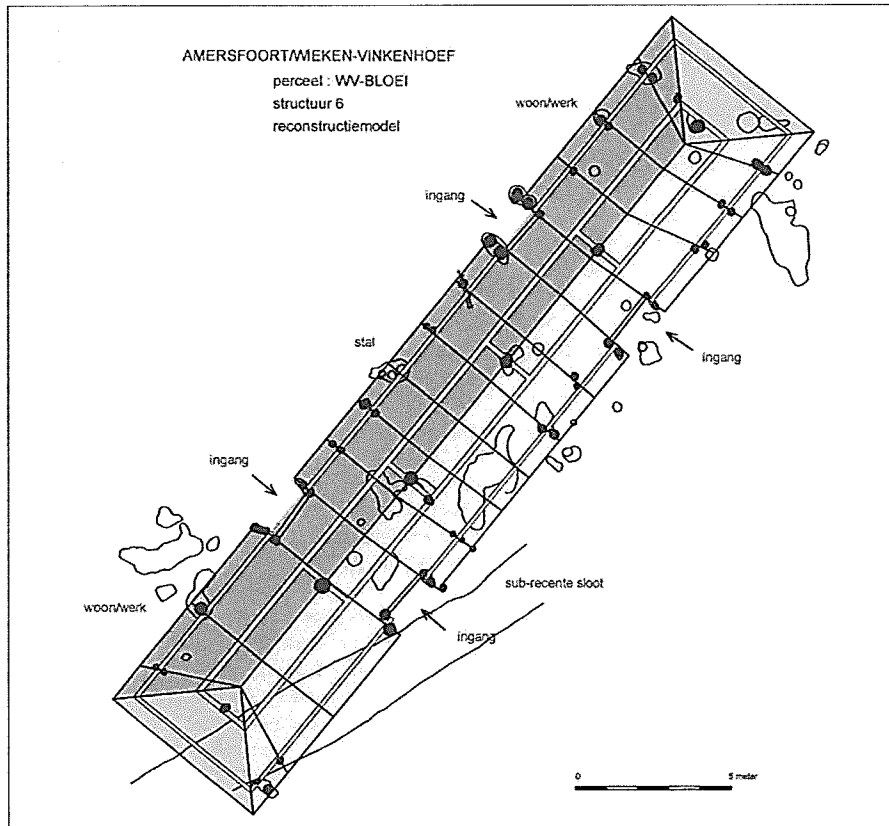 AMERSFOORT/WIEKEN-VINKENHOEF
perceel : WV-BLOEI
structuur 6
reconstructiemodel
woon/werk
ingang
stal
ingang
ingang
woon/werk
sub-recente sloot
ingang
0
5 meter